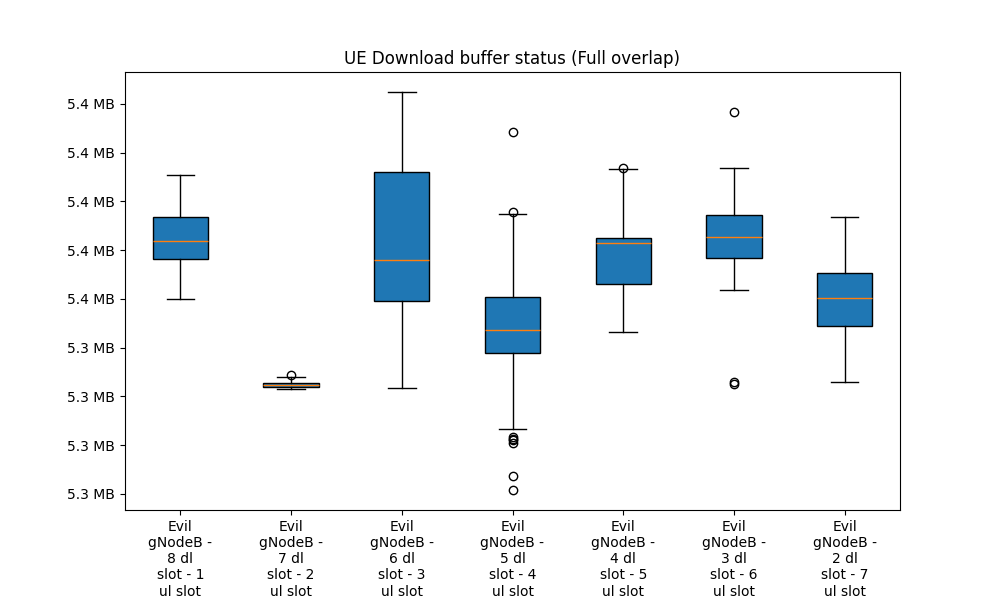 UE Download buffer status (Full overlap)
5.4 MB
5.4 MB
5.4 MB
5.4 MB
5.4 MB
5.3 MB
5.3 MB
5.3 MB
5.3 MB
Evil
gNodeB -
8 dl
slot - 1
ul slot
Evil
gNodeB -
7 dl
slot - 2
ul slot
Evil
gNodeB -
6 dl
slot - 3
ul slot
Evil
gNodeB -
5 dl
slot - 4
ul slot
Evil
gNodeB -
4 dl
slot - 5
ul slot
Evil
gNodeB -
3 dl
slot - 6
ul slot
Evil
gNodeB -
2 dl
slot - 7
ul slot